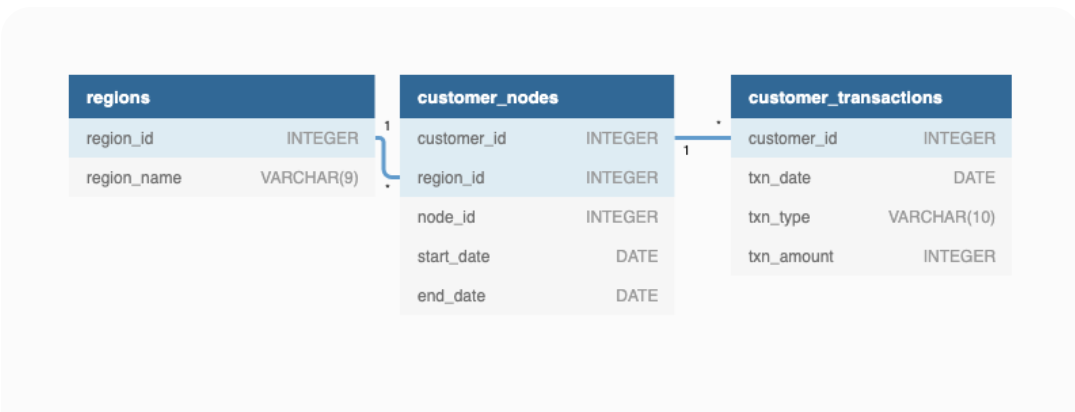 regions
region_id INTEGER
region_name VARCHAR(9)
1
*
customer_nodes
customer_id INTEGER
region_id INTEGER
node_id INTEGER
start_date DATE
end_date DATE
1
*
customer_transactions
customer_id INTEGER
txn_date DATE
txn_type VARCHAR(10)
txn_amount INTEGER